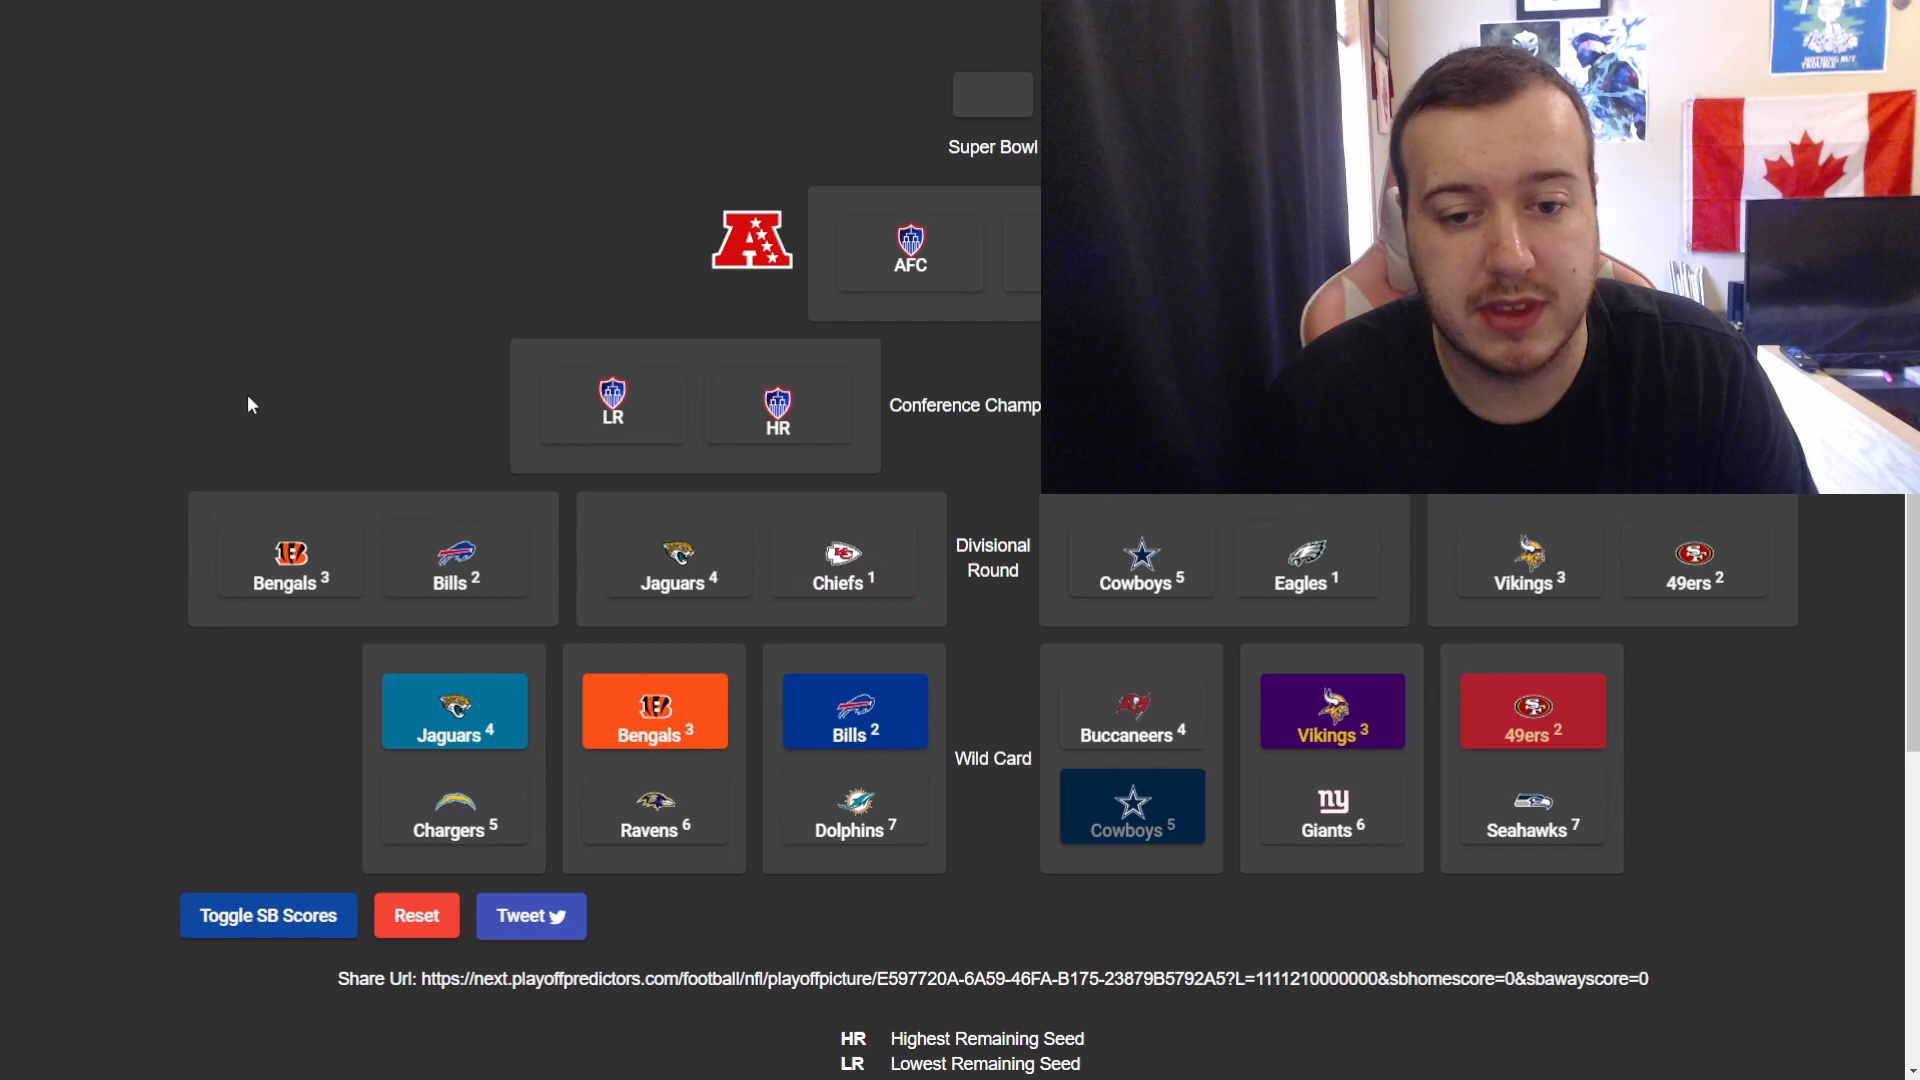 NOTHING BUT
TROUBLE
Super Bowl
AFC
LR
HR
Conference Champ
Bengals 3
Bills 2
Jaguars 4
Chiefs 1
Divisional
Round
Cowboys 5
Eagles 1
Vikings 3
49ers 2
Jaguars 4
Bengals 3
Bills 2
Buccaneers 4
Vikings 3
49ers 2
Wild Card
Chargers 5
Ravens 6
Dolphins 7
Cowboys 5
ny
Giants 6
Seahawks 7
Toggle SB Scores
Reset
Tweet
Share Url: https://next.playoffpredictors.com/football/nfl/playoffpicture/E597720A-6A59-46FA-B175-23879B5792A5?L=1111210000000&sbhomescore=0&sbawayscore=0
HR Highest Remaining Seed
LR Lowest Remaining Seed